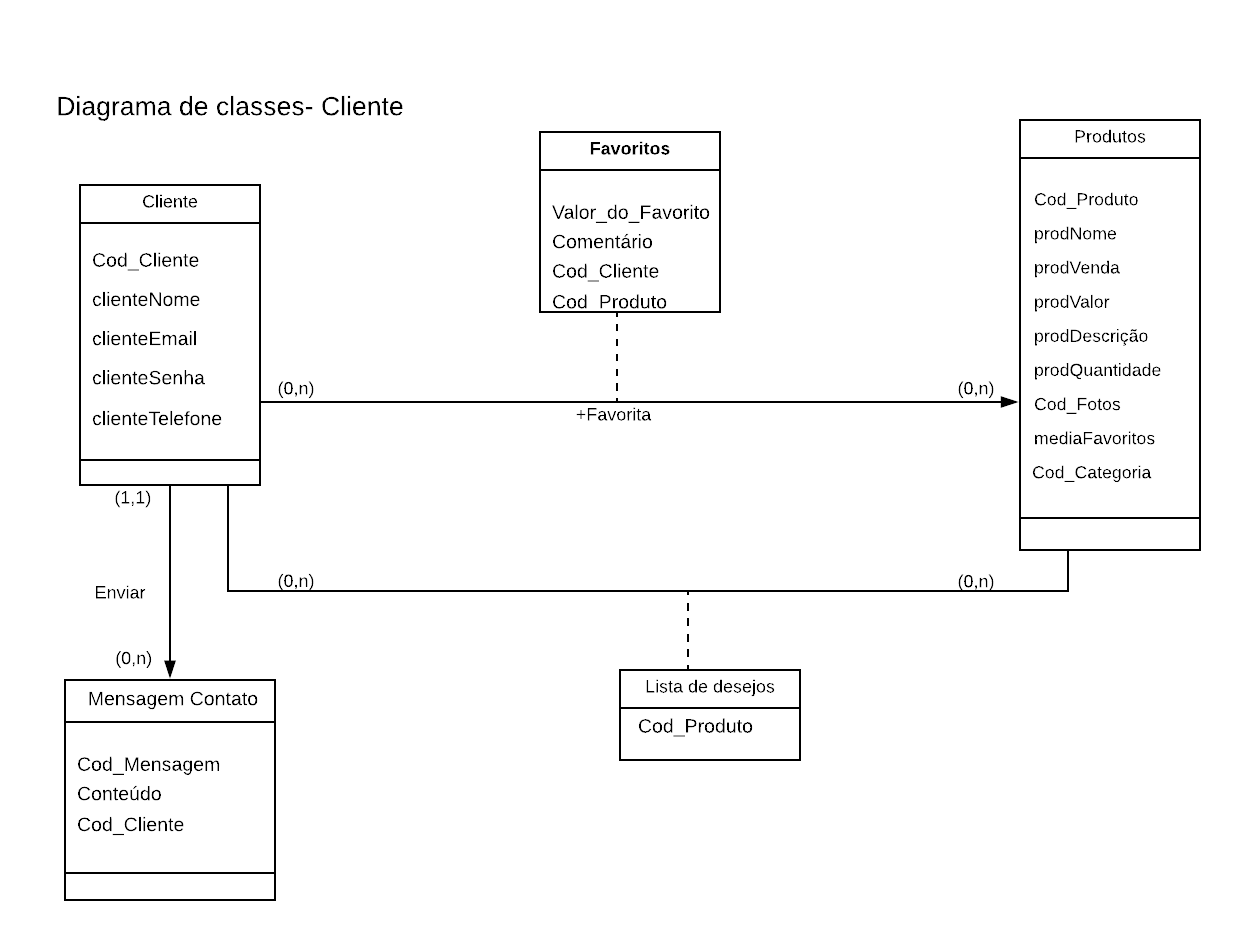 Diagrama de classes- Cliente
Cliente
Cod_Cliente
clienteNome
clienteEmail
clienteSenha
clienteTelefone
Favoritos
Valor_do_Favorito
Comentário
Cod_Cliente
Cod_Produto
Produtos
Cod_Produto
prodNome
prodVenda
prodValor
prodDescrição
prodQuantidade
Cod_Fotos
mediaFavoritos
Cod_Categoria
(0,n)
(0,n)
+Favorita
(1,1)
Enviar
(0,n)
(0,n)
(0,n)
Mensagem Contato
Cod_Mensagem
Conteúdo
Cod_Cliente
Lista de desejos
Cod_Produto